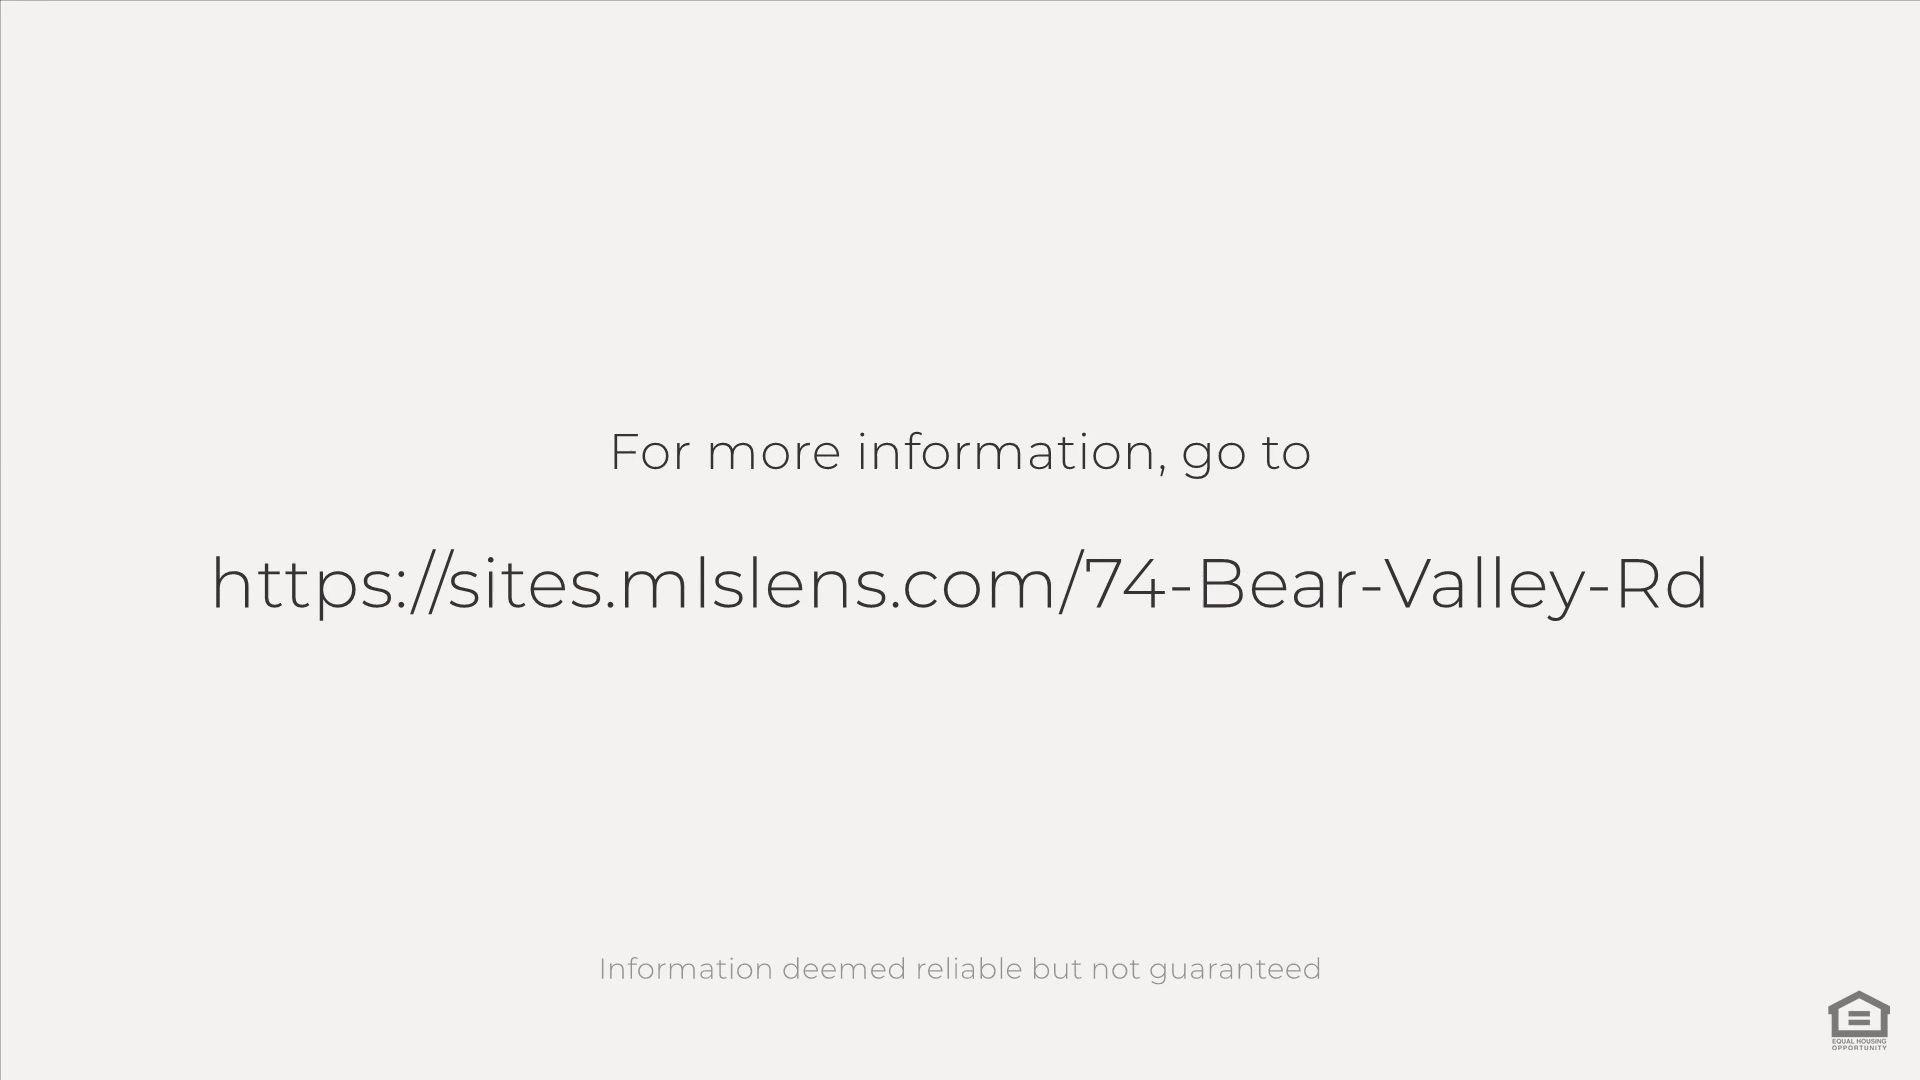 For more information, go to
https://sites.mlslens.com/74-Bear-Valley-Rd
Information deemed reliable but not guaranteed
EQUAL HOUSING
OPPORTUNITY